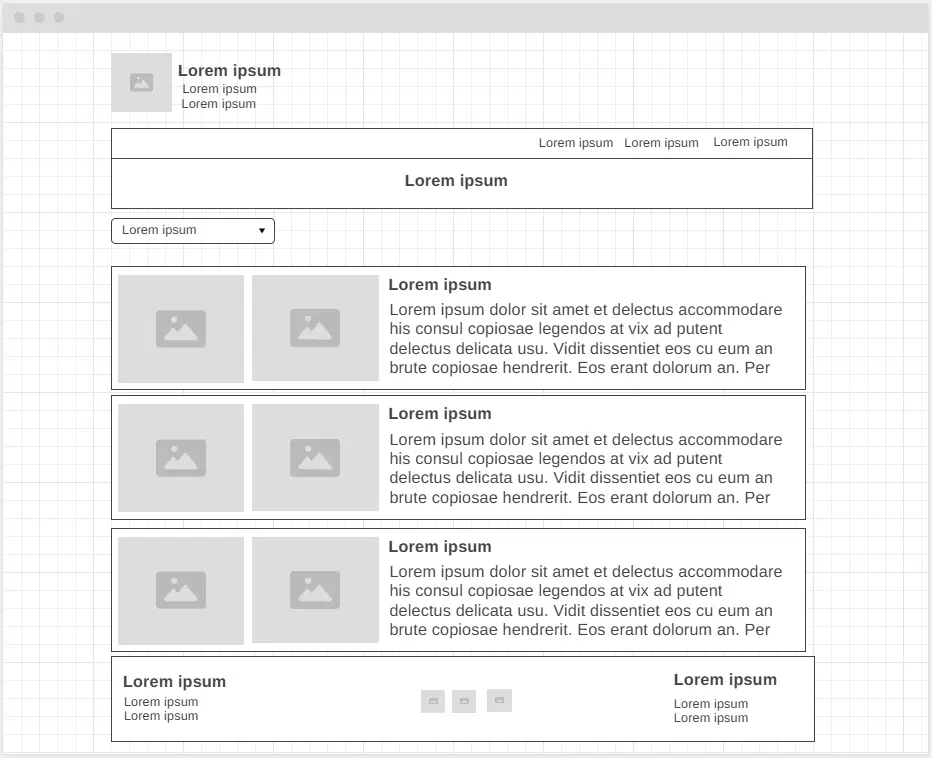 Lorem ipsum
Lorem ipsum
Lorem ipsum
Lorem ipsum Lorem ipsum Lorem ipsum
Lorem ipsum
Lorem ipsum
Lorem ipsum
Lorem ipsum dolor sit amet et delectus accommodare
his consul copiosae legendos at vix ad putent
delectus delicata usu. Vidit dissentiet eos cu eum an
brute copiosae hendrerit. Eos erant dolorum an. Per
Lorem ipsum
Lorem ipsum dolor sit amet et delectus accommodare
his consul copiosae legendos at vix ad putent
delectus delicata usu. Vidit dissentiet eos cu eum an
brute copiosae hendrerit. Eos erant dolorum an. Per
Lorem ipsum
Lorem ipsum dolor sit amet et delectus accommodare
his consul copiosae legendos at vix ad putent
delectus delicata usu. Vidit dissentiet eos cu eum an
brute copiosae hendrerit. Eos erant dolorum an. Per
Lorem ipsum
Lorem ipsum
Lorem ipsum
Lorem ipsum
Lorem ipsum
Lorem ipsum